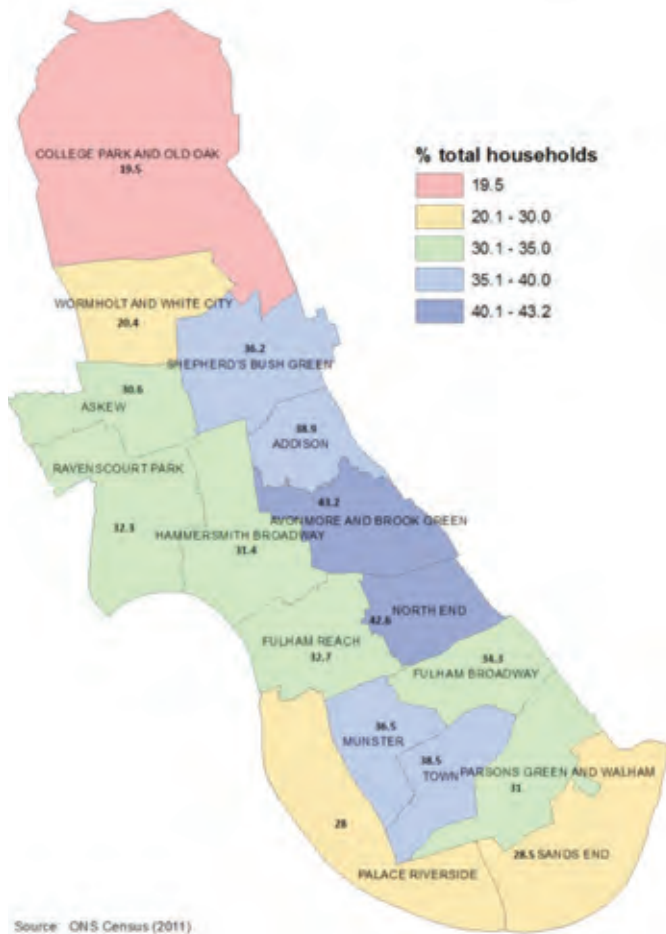 COLLEGE PARK AND OLD OAK
19.5
% total households
19.5
20.1 - 30.0
30.1 - 35.0
35.1 - 40.0
40.1 - 43.2
WORMHOLT AND WHITE CITY
20.4
36.2
SHEPHERD'S BUSH GREEN
30.6
ASKEW
38.9
ADDISON
RAVENSCOURT PARK
32.3
43.2
AVONMORE AND BROOK GREEN
HAMMERSMITH BROADWAY
31.4
NORTH END
42.6
FULHAM REACH
32.7
34.3
FULHAM BROADWAY
36.5
MUNSTER
38.5
TOWN
PARSONS GREEN AND WALHAM
31
28
28.5 SANDS END
PALACE RIVERSIDE
Source: ONS Census (2011)